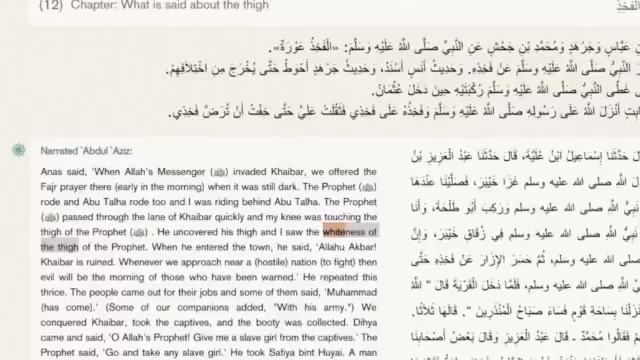 (12) Chapter: What is said about the thigh
عَبَّاسٍ وَجَرْهَدٍ وَمُحَمَّدِ بْنِ جَحْشٍ عَنِ النَّبِيِّ صَلَّى اللَّهُ عَلَيْهِ وَسَلَّمَ: «الْفَخِذُ عَوْرَةٌ».
النَّبِيُّ صَلَّى اللَّهُ عَلَيْهِ وَسَلَّمَ عَنْ فَخِذِهِ. وَحَدِيثُ أَنَسٍ أَسْنَدُ، وَحَدِيثُ جَرْهَدٍ أَحْوَطُ حَتَّى يُخْرَجَ مِنِ اخْتِلاَفِهِمْ.
غَطَّى النَّبِيُّ صَلَّى اللَّهُ عَلَيْهِ وَسَلَّمَ رُكْبَتَيْهِ حِينَ دَخَلَ عُثْمَانُ.
أَنْزَلَ اللَّهُ عَلَى رَسُولِهِ صَلَّى اللَّهُ عَلَيْهِ وَسَلَّمَ وَفَخِذُهُ عَلَى فَخِذِي فَثَقُلَتْ عَلَيَّ حَتَّى خِفْتُ أَنْ تُرَضَّ فَخِذِي.
Narrated `Abdul `Aziz:
Anas said, 'When Allah's Messenger (ﷺ) invaded Khaibar, we offered the
Fajr prayer there (early in the morning) when it was still dark. The Prophet (ﷺ)
rode and Abu Talha rode too and I was riding behind Abu Talha. The Prophet
(ﷺ) passed through the lane of Khaibar quickly and my knee was touching the
thigh of the Prophet (ﷺ) . He uncovered his thigh and I saw the whiteness of
the thigh of the Prophet. When he entered the town, he said, 'Allahu Akbar!
Khaibar is ruined. Whenever we approach near a (hostile) nation (to fight) then
evil will be the morning of those who have been warned.' He repeated this
thrice. The people came out for their jobs and some of them said, 'Muhammad
(has come).' (Some of our companions added, "With his army.") We
conquered Khaibar, took the captives, and the booty was collected. Dihya
came and said, 'O Allah's Prophet! Give me a slave girl from the captives.' The
Prophet said, 'Go and take any slave girl.' He took Safiya bint Huyai. A man
حَدَّثَنَا إِسْمَاعِيلُ ابْنُ عُلَيَّةَ، قَالَ حَدَّثَنَا عَبْدُ الْعَزِيزِ بْنُ
صلى الله عليه وسلم غَزَا خَيْبَرَ، فَصَلَّيْنَا عِنْدَهَا
صلى الله عليه وسلم وَرَكِبَ أَبُو طَلْحَةَ، وَأَنَا
صلى الله عليه وسلم فِي زُقَاقِ خَيْبَرَ، وَإِنَّ
صلى الله عليه وسلم، ثُمَّ حَسَرَ الإِزَارَ عَنْ فَخِذِهِ حَتَّى
صلى الله عليه وسلم، فَلَمَّا دَخَلَ الْقَرْيَةَ قَالَ " اللَّهُ
نَزَلْنَا بِسَاحَةِ قَوْمٍ فَسَاءَ صَبَاحُ الْمُنْذَرِينَ ". قَالَهَا ثَلاَثًا.
فَقَالُوا مُحَمَّدٌ ـ قَالَ عَبْدُ الْعَزِيزِ وَقَالَ بَعْضُ أَصْحَابِنَا